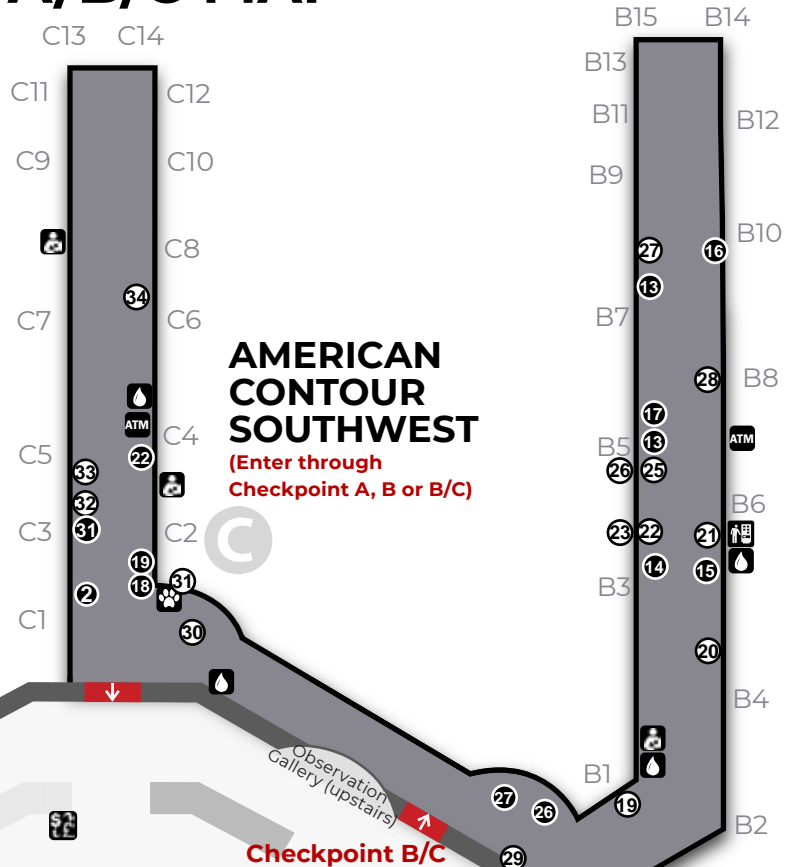 A/B/C MAP
C13 C14
B15 B14
C11 C12
B13
B11 B12
C9 C10
B9
C8
27 16 B10
13
34
C7 C6
B7
AMERICAN
CONTOUR
SOUTHWEST
(Enter through
Checkpoint A, B or B/C)
28 B8
17
ATM
C4
13
ATM
C5 22
B5
33
26 25
32
B6
C3 31 C2
C
23 22 21
19
14 15
2 18 31
B3
C1
30
20
B4
Observation
Gallery (upstairs)
B1
27 26 19
B2
Checkpoint B/C
29